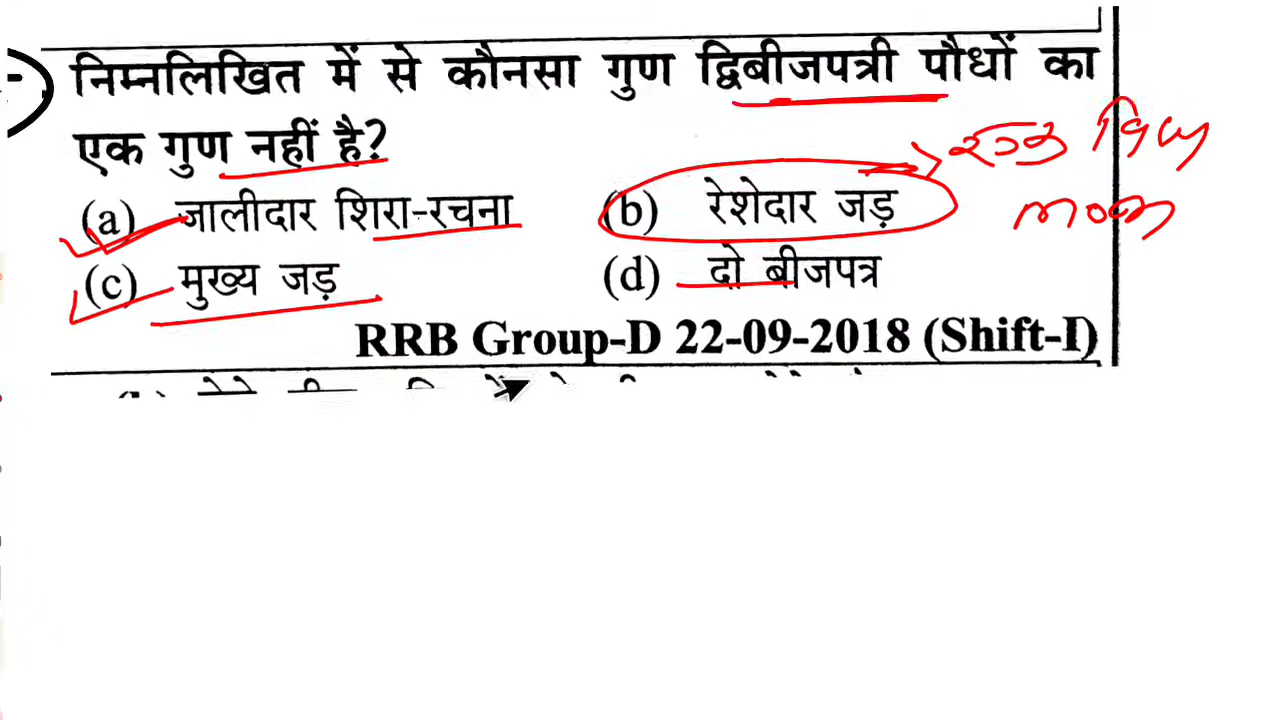 निम्नलिखित में से कौनसा गुण द्विबीजपत्री पौधों का
एक गुण नहीं है?
(a) जालीदार शिरा-रचना (b) रेशेदार जड़
(c) मुख्य जड़ (d) दो बीजपत्र
RRB Group-D 22-09-2018 (Shift-I)